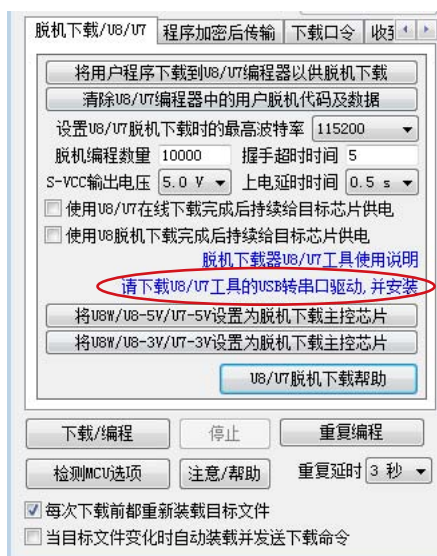 脱机下载/U8/U7 程序加密后传输 下载口令
将用户程序下载到U8/U7编程器以供脱机下载
清除U8/U7编程器中的用户脱机代码及数据
设置U8/U7脱机下载时的最高波特率 115200
脱机编程数量 10000 握手超时时间 5
S-VCC输出电压 5.0 V 上电延时时间 0.5 s
使用U8/U7在线下载完成后持续给目标芯片供电
使用U8脱机下载完成后持续给目标芯片供电
脱机下载器U8/U7工具使用说明
请下载U8/U7工具的USB转串口驱动,并安装
将U8W/U8-5V/U7-5V设置为脱机下载主控芯片
将U8W/U8-3V/U7-3V设置为脱机下载主控芯片
U8/U7脱机下载帮助
下载/编程 停止 重复编程
检测MCU选项 注意/帮助 重复延时 3 秒
每次下载前都重新装载目标文件
当目标文件变化时自动装载并发送下载命令